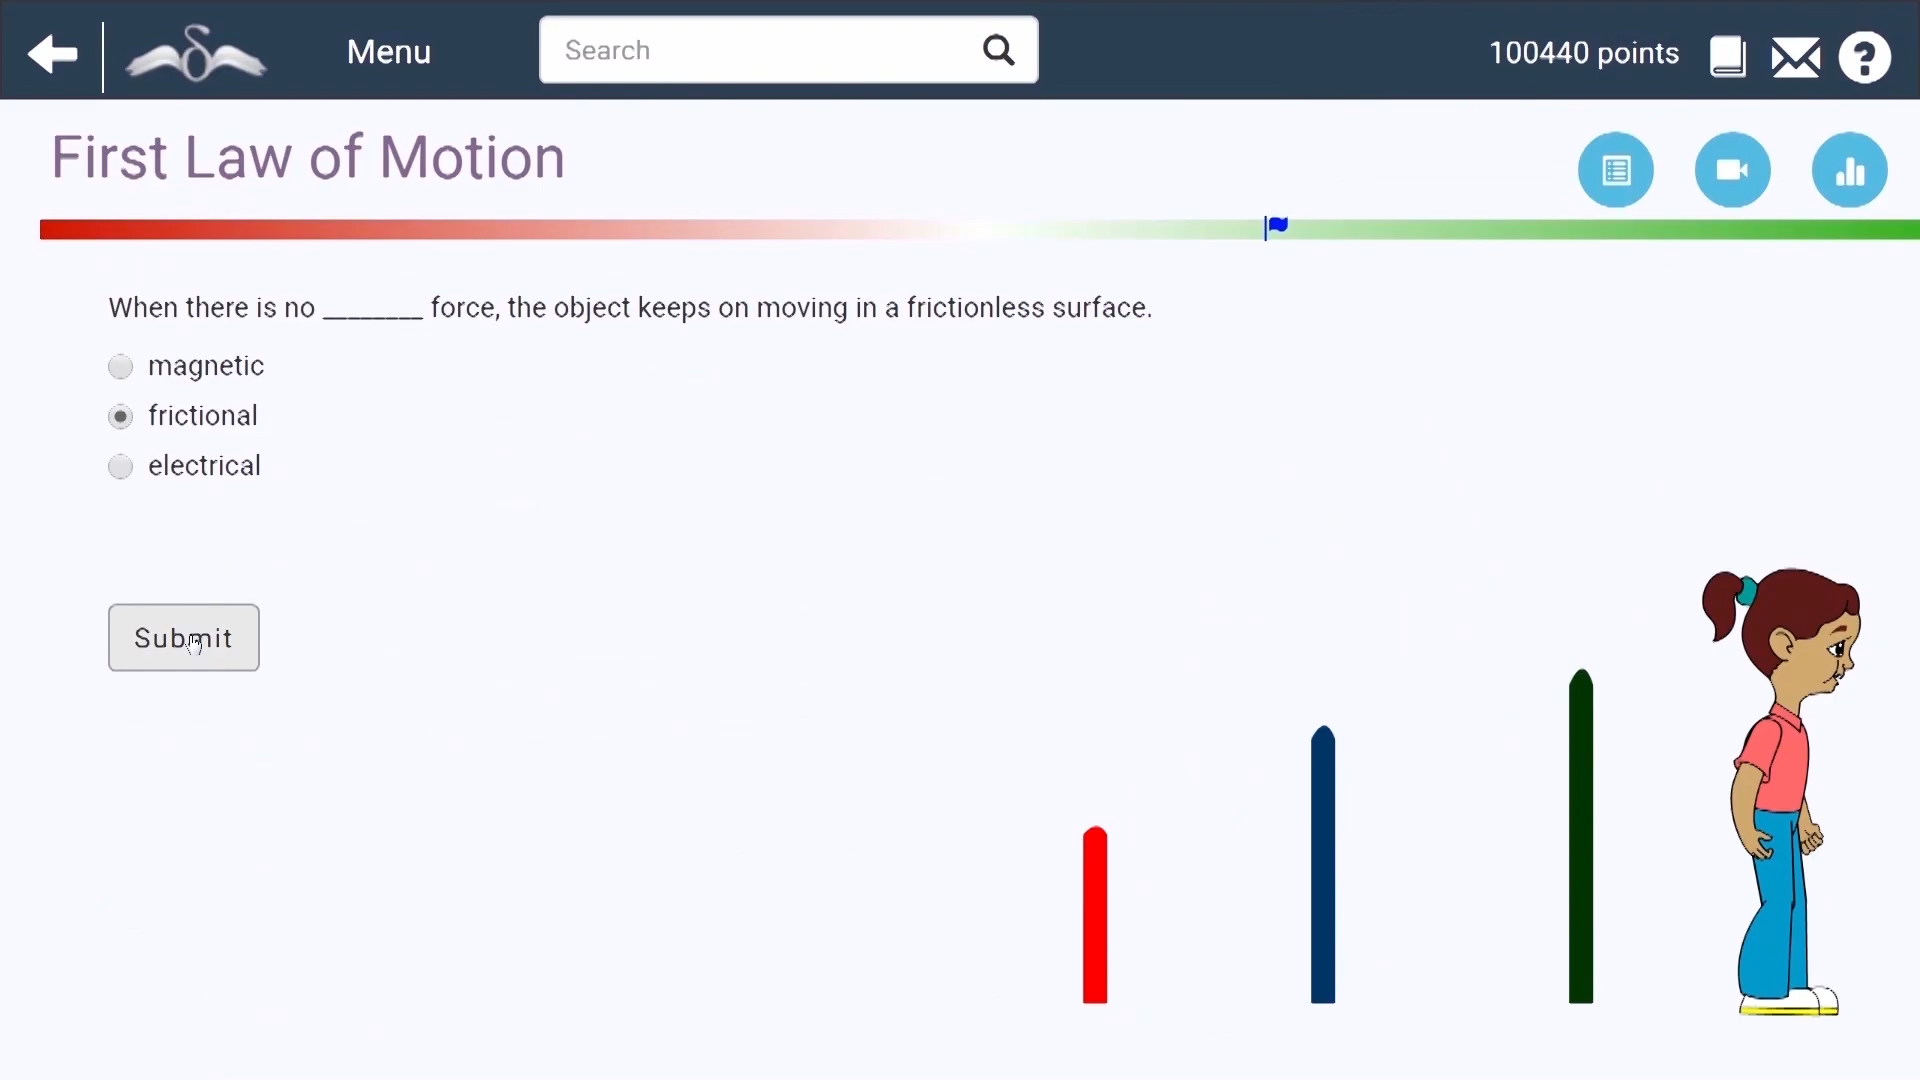 Menu
Search
100440 points
First Law of Motion
When there is no ________ force, the object keeps on moving in a frictionless surface.
magnetic
frictional
electrical
Submit